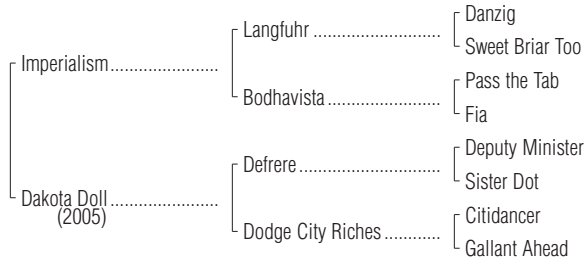 Danzig
Langfuhr
Sweet Briar Too
Imperialism
Pass the Tab
Bodhavista
Fia
Deputy Minister
Defrere
Sister Dot
Dakota Doll
(2005)
Citidancer
Dodge City Riches
Gallant Ahead